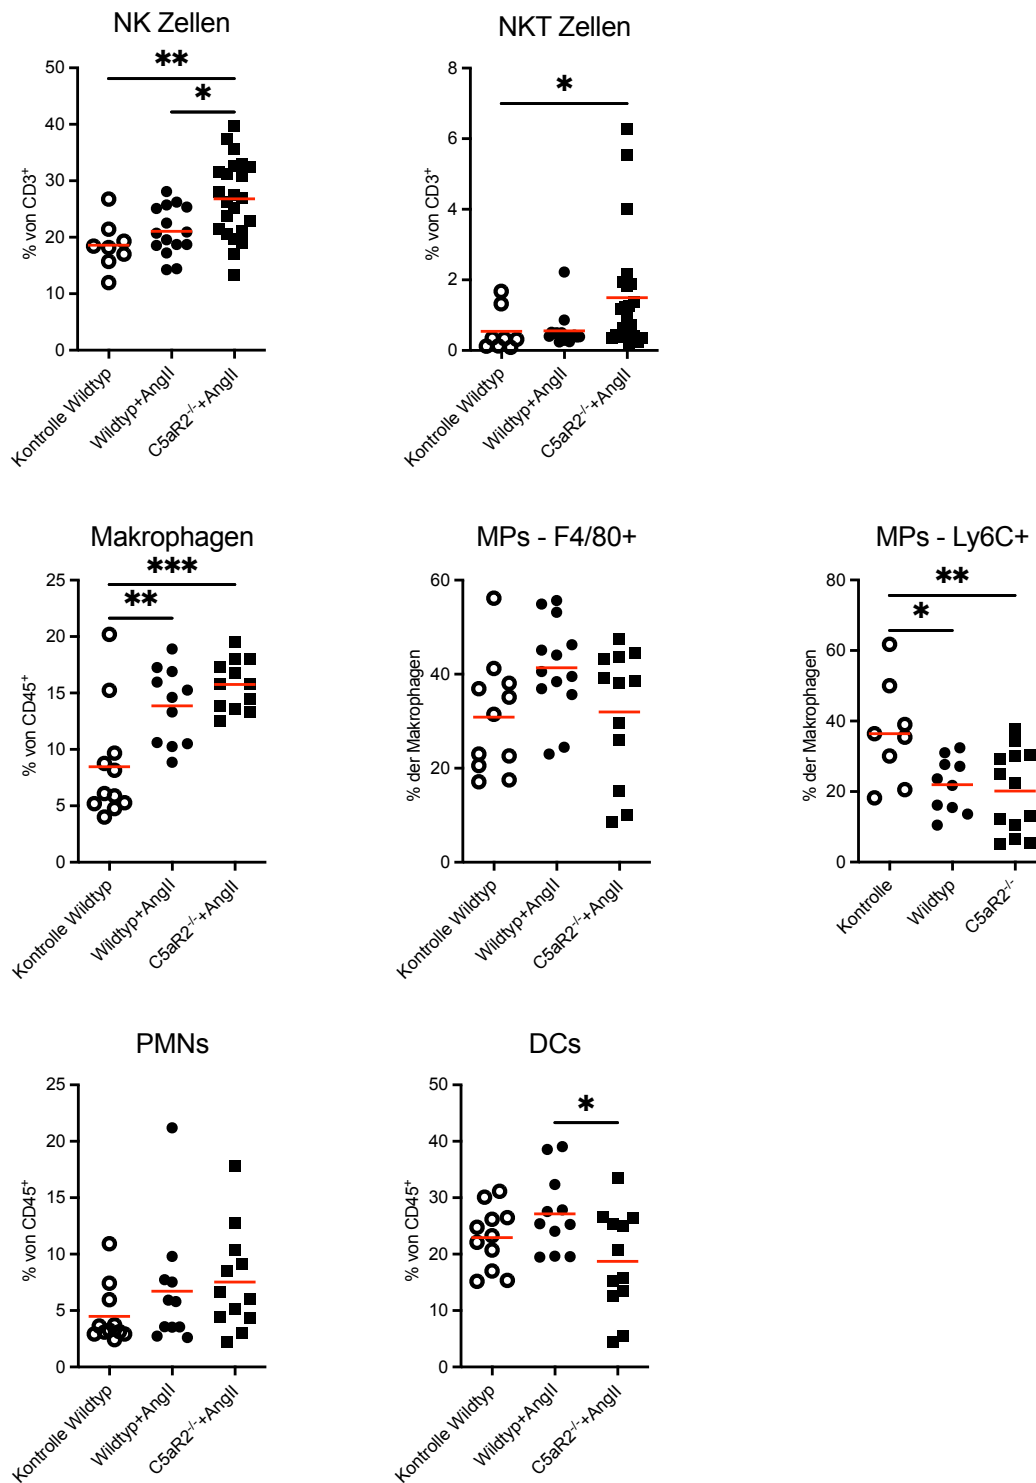 NK Zellen
**
*
% von CD3+
50
40
30
20
10
0
Kontrolle Wildtyp
Wildtyp+AngII
C5aR2-/-+AngII
NKT Zellen
*
% von CD3+
8
6
4
2
0
Kontrolle Wildtyp
Wildtyp+AngII
C5aR2-/-+AngII
Makrophagen
***
**
% von CD45+
25
20
15
10
5
0
Kontrolle Wildtyp
Wildtyp+AngII
C5aR2-/-+AngII
MPs - F4/80+
% der Makrophagen
60
40
20
0
Kontrolle Wildtyp
Wildtyp+AngII
C5aR2-/-+AngII
MPs - Ly6C+
**
*
% der Makrophagen
80
60
40
20
0
Kontrolle
Wildtyp
C5aR2-/-
PMNs
% von CD45+
25
20
15
10
5
0
Kontrolle Wildtyp
Wildtyp+AngII
C5aR2-/-+AngII
DCs
*
% von CD45+
50
40
30
20
10
0
Kontrolle Wildtyp
Wildtyp+AngII
C5aR2-/-+AngII